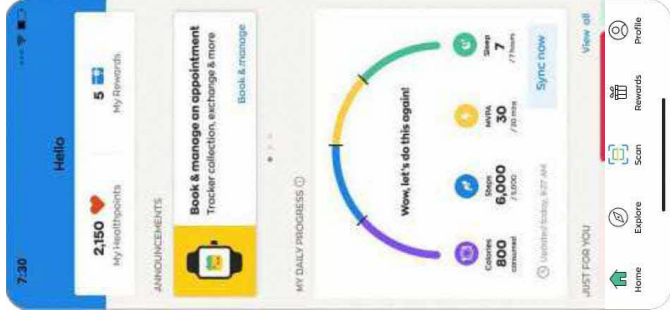 7:30
Hello
2,150
My Healthpoints
5
My Rewards
ANNOUNCEMENTS
Book & manage an appointment
Tracker collection, exchange & more
Book & manage
MY DAILY PROGRESS
Wow, let's do this again!
Calories
800
consumed
Steps
6,000
/ 5,000
MVPA
30
/ 30 mins
Sleep
7
/ 7 hours
Updated today, 9:27 AM
Sync now
JUST FOR YOU
View all
Home
Explore
Scan
Rewards
Profile